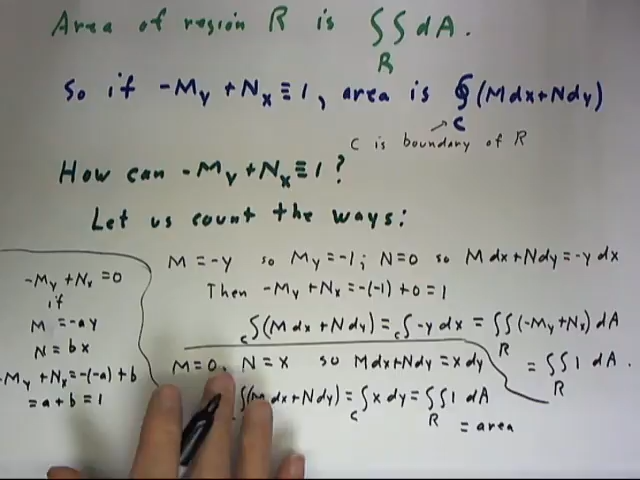 Area of region R is ∬ dA.
R
So if -My + Nx ≡ 1, area is ∮ (Mdx + Ndy)
C
C is boundary of R
How can -My + Nx ≡ 1?
Let us count the ways:
M = -y so My = -1; N = 0 so Mdx + Ndy = -y dx
Then -My + Nx = -(-1) + 0 = 1
C∫(Mdx + Ndy) = C∫ -y dx = ∬(-My + Nx) dA
R
= ∬ 1 dA.
R
M = 0, N = x so Mdx + Ndy = x dy
∫(Mdx + Ndy) = ∫ x dy = ∬ 1 dA
C R
= area
-My + Nx = 0
if
M = -ay
N = bx
-My + Nx = -(-a) + b
= a + b = 1